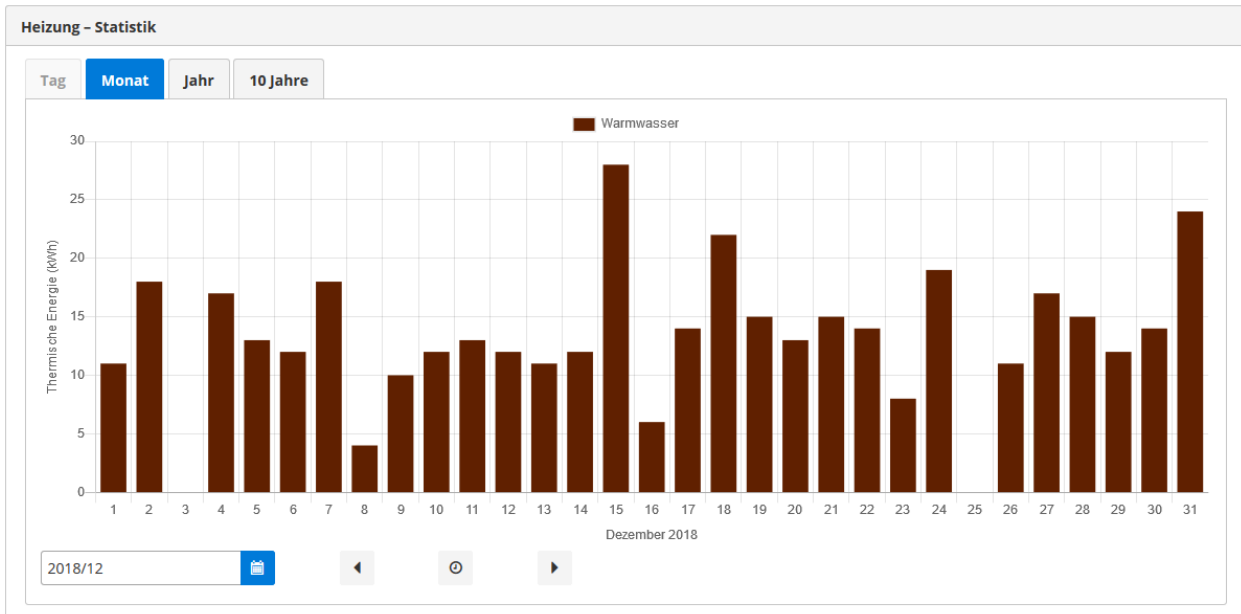 Heizung – Statistik
Tag Monat Jahr 10 Jahre
Warmwasser
30
25
20
15
10
5
0
Thermische Energie (kWh)
1 2 3 4 5 6 7 8 9 10 11 12 13 14 15 16 17 18 19 20 21 22 23 24 25 26 27 28 29 30 31
Dezember 2018
2018/12